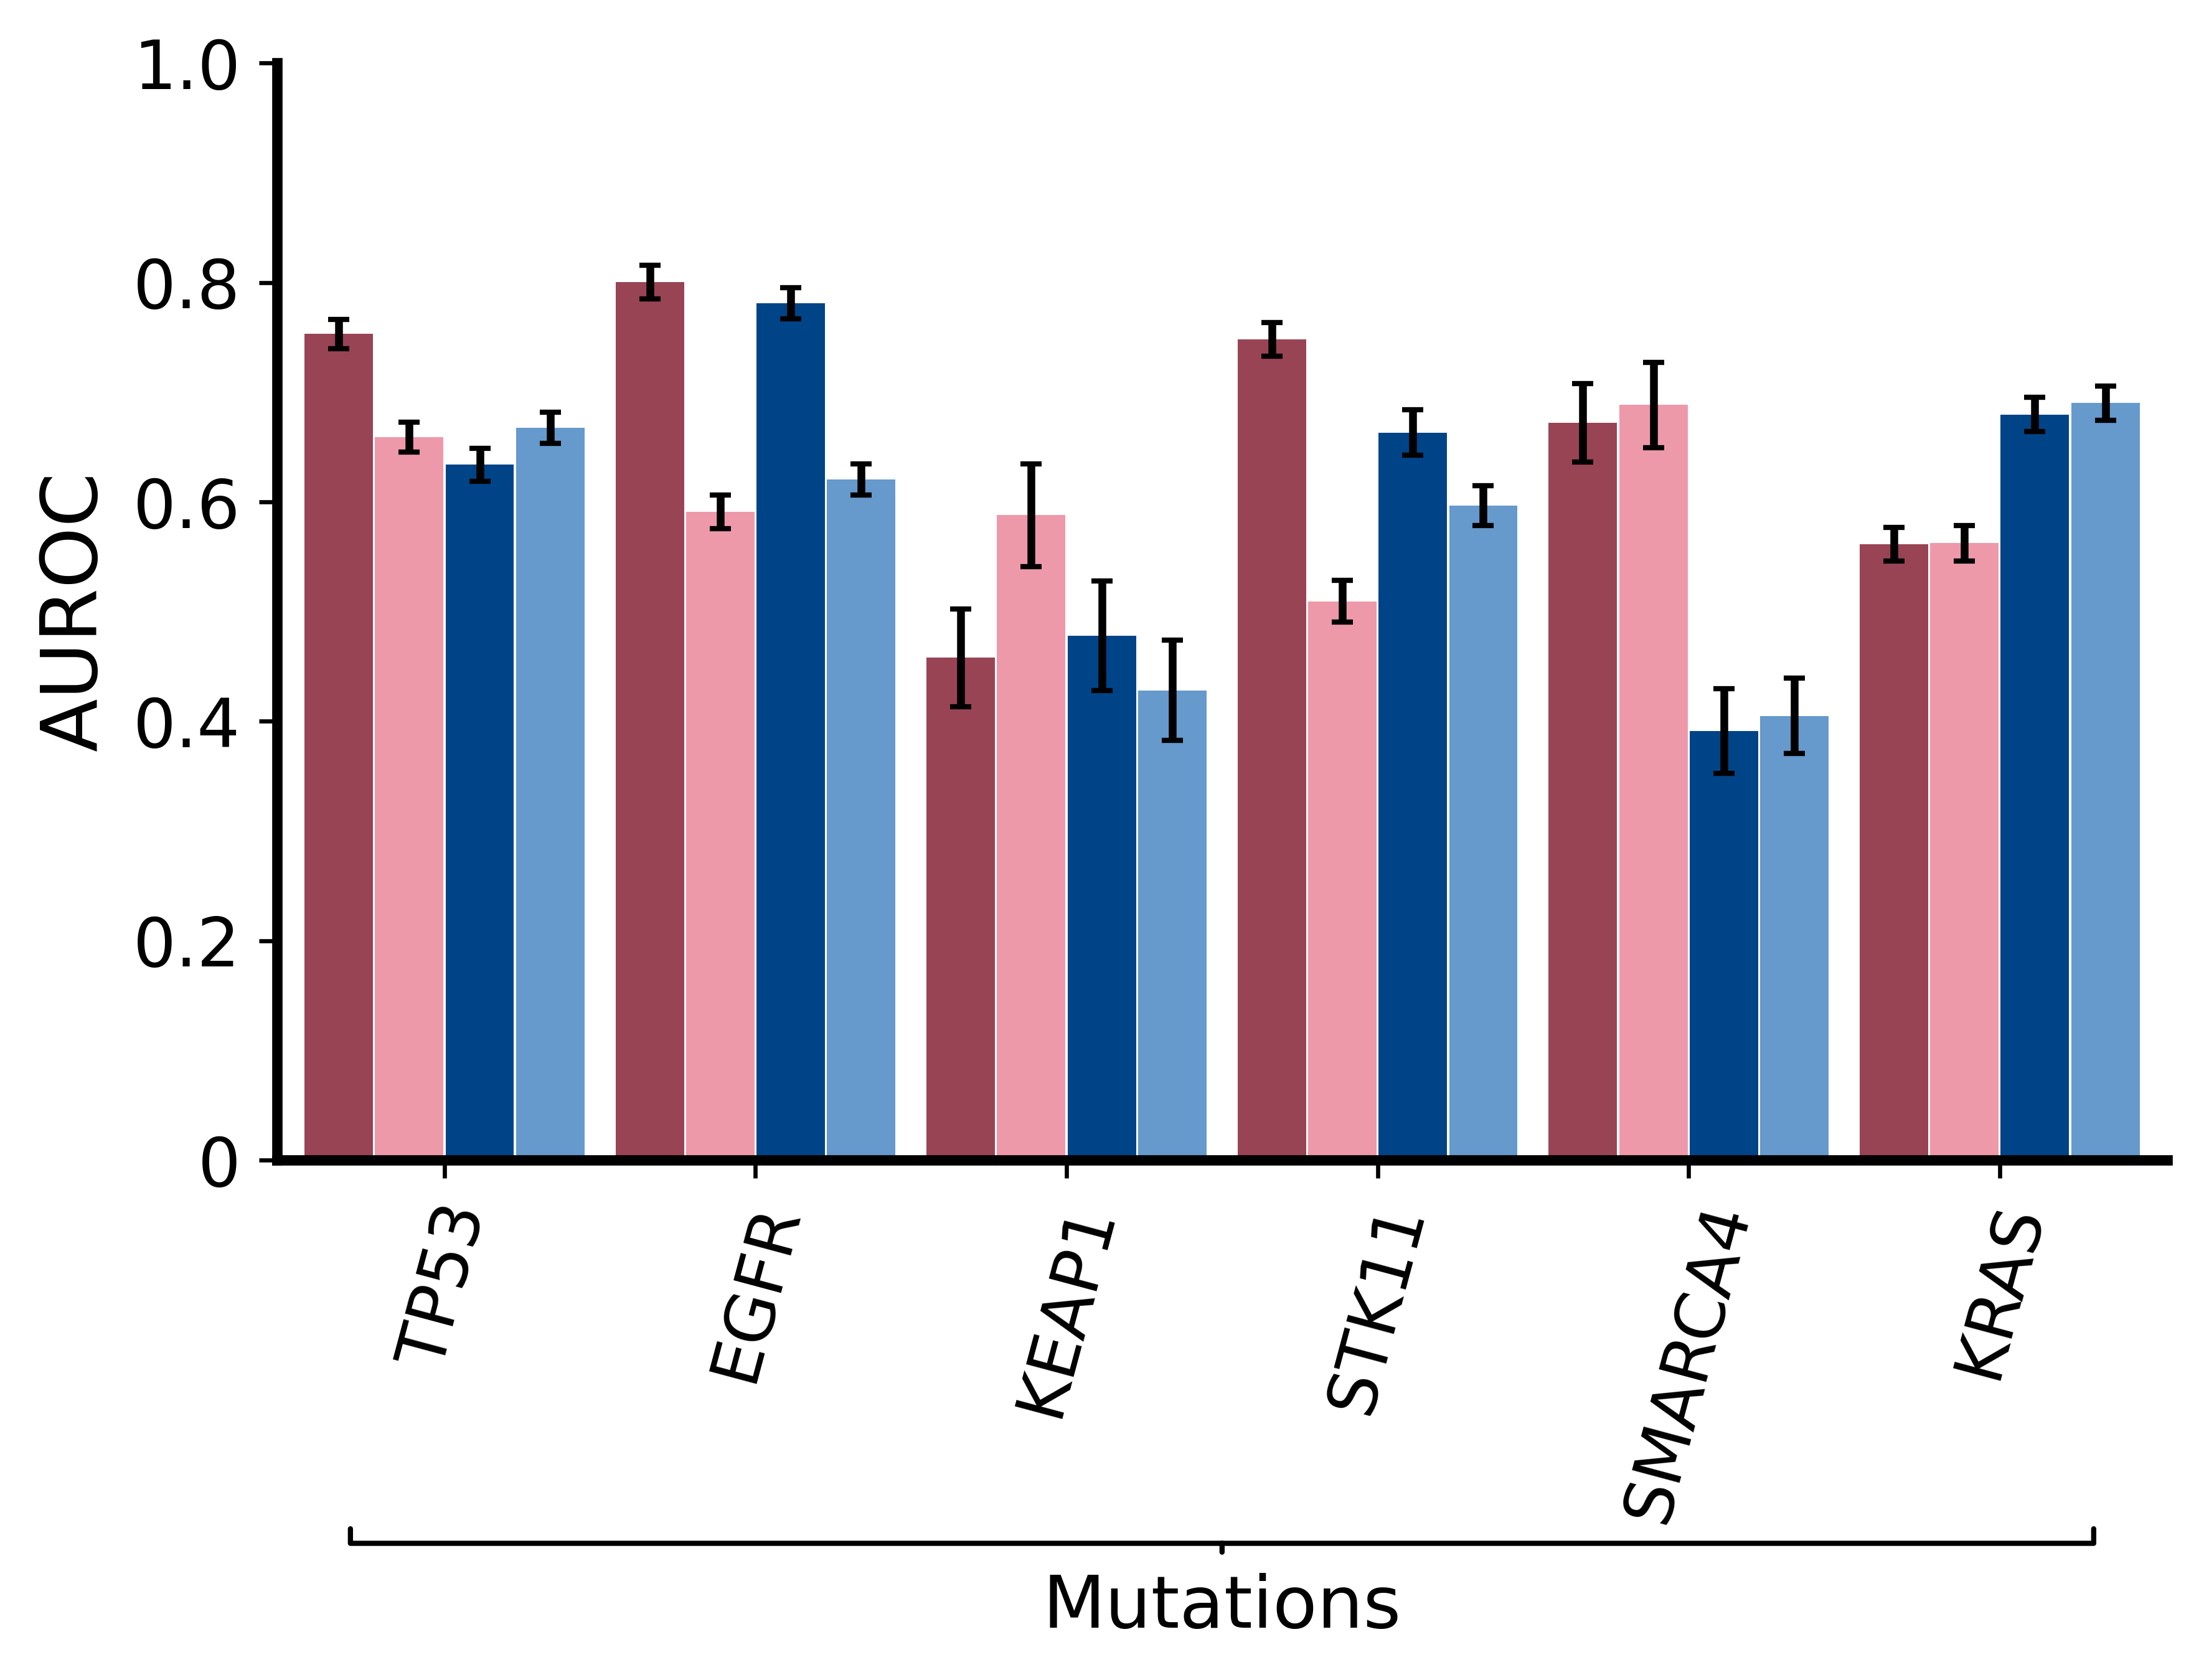 1.0
0.8
0.6
0.4
0.2
0
AUROC
TP53
EGFR
KEAP1
STK11
SMARCA4
KRAS
Mutations